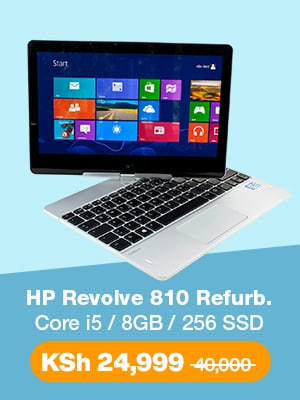 Start
HP Revolve 810 Refurb.
Core i5 / 8GB / 256 SSD
KSh 24,999 40,000